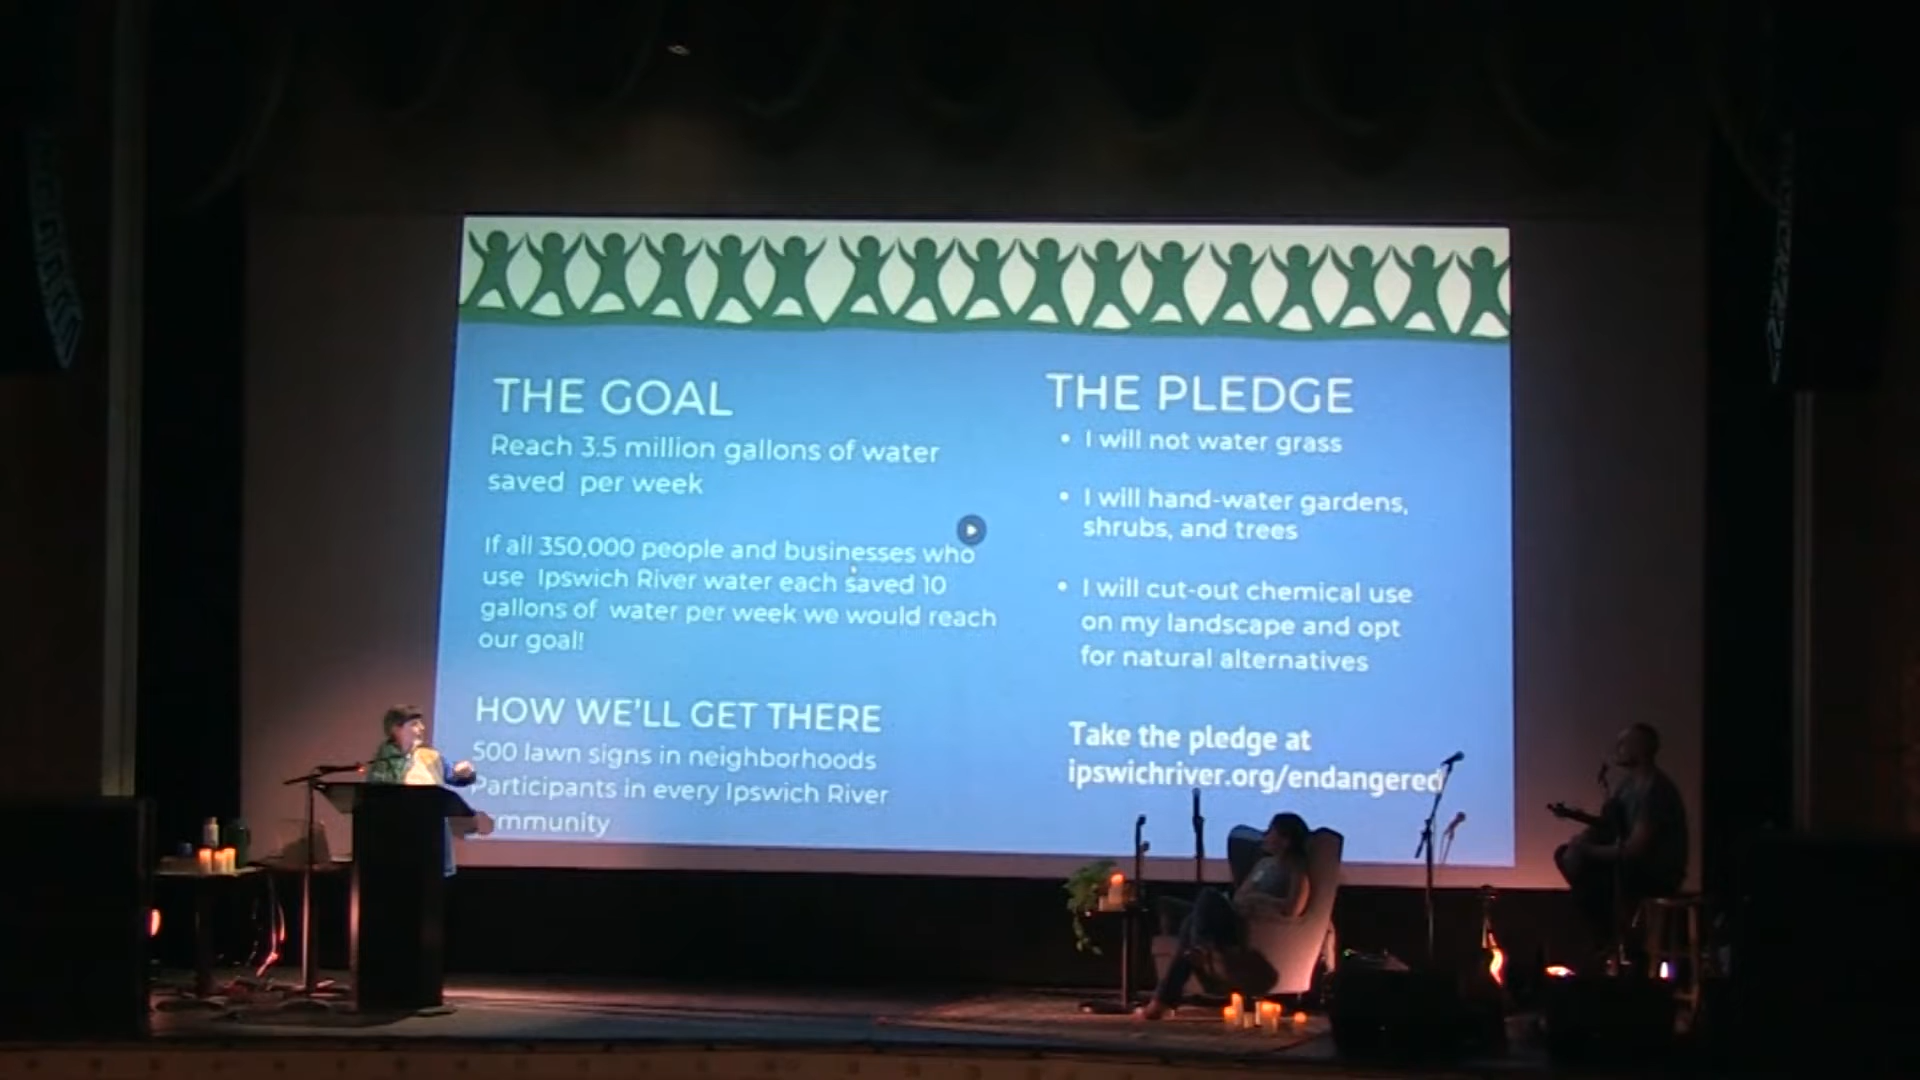 THE GOAL
Reach 3.5 million gallons of water
saved per week
If all 350,000 people and businesses who
use Ipswich River water each saved 10
gallons of water per week we would reach
our goal!
HOW WE'LL GET THERE
500 lawn signs in neighborhoods
Participants in every Ipswich River
ommunity
THE PLEDGE
• I will not water grass
• I will hand-water gardens,
shrubs, and trees
• I will cut-out chemical use
on my landscape and opt
for natural alternatives
Take the pledge at
ipswichriver.org/endangered